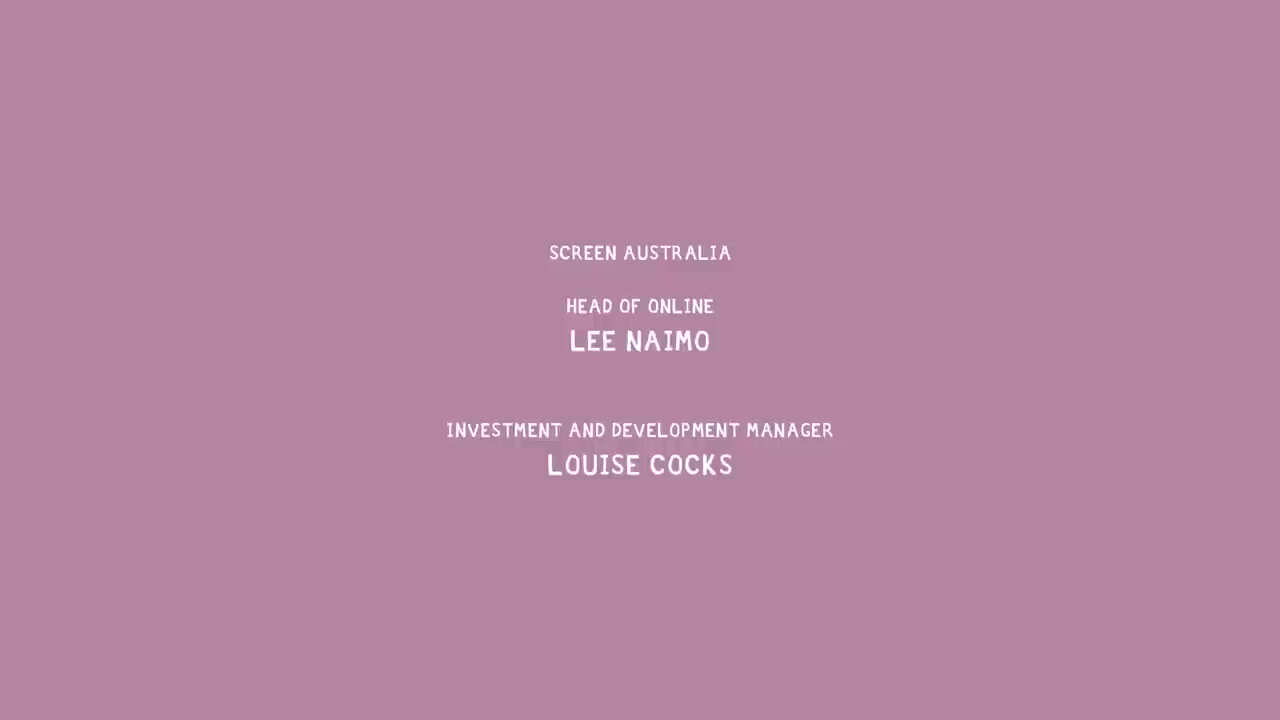 SCREEN AUSTRALIA
HEAD OF ONLINE
LEE NAIMO
INVESTMENT AND DEVELOPMENT MANAGER
LOUISE COCKS